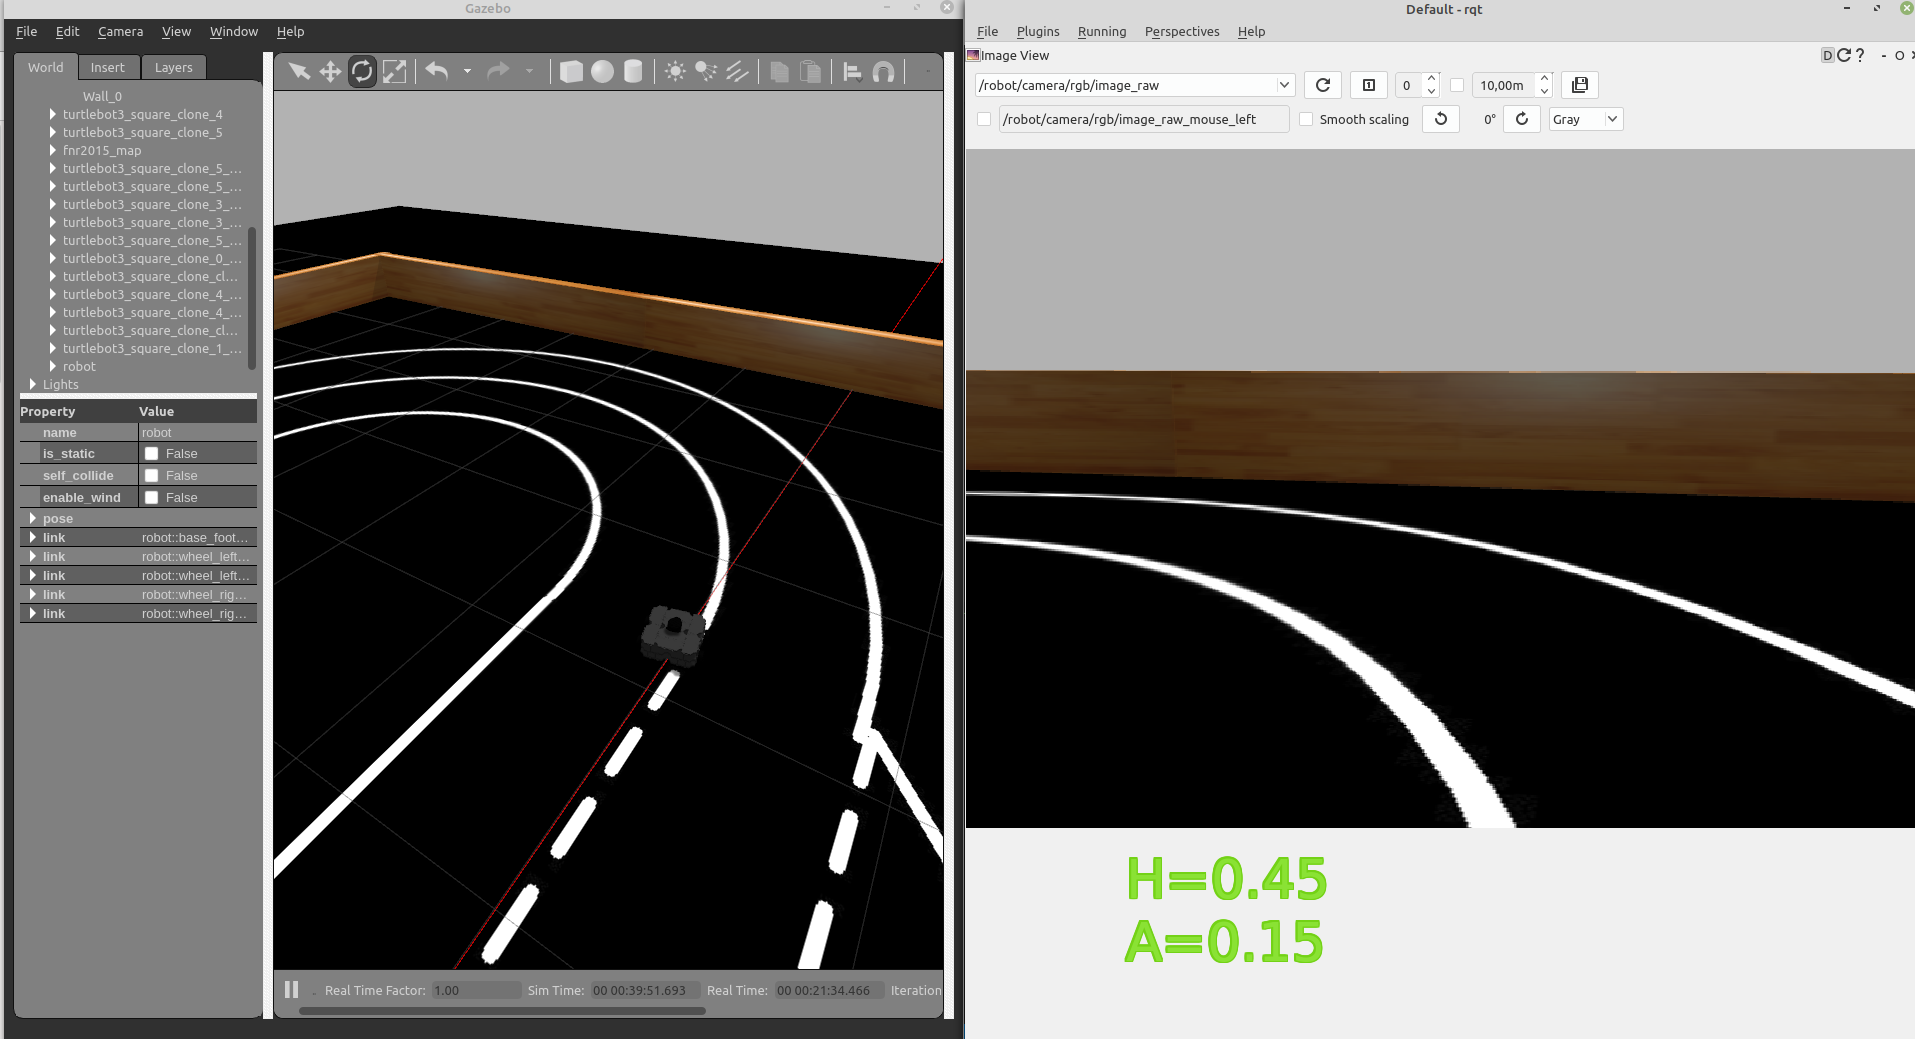 Gazebo
File Edit Camera View Window Help
World Insert Layers
Wall_0
turtlebot3_square_clone_4
turtlebot3_square_clone_5
fnr2015_map
turtlebot3_square_clone_5_...
turtlebot3_square_clone_5_...
turtlebot3_square_clone_3_...
turtlebot3_square_clone_3_...
turtlebot3_square_clone_5_...
turtlebot3_square_clone_0_...
turtlebot3_square_clone_cl...
turtlebot3_square_clone_4_...
turtlebot3_square_clone_4_...
turtlebot3_square_clone_cl...
turtlebot3_square_clone_1_...
robot
Lights
Property Value
name robot
is_static False
self_collide False
enable_wind False
pose
link robot::base_foot...
link robot::wheel_left...
link robot::wheel_left...
link robot::wheel_rig...
link robot::wheel_rig...
Real Time Factor: 1.00 Sim Time: 00 00:39:51.693 Real Time: 00 00:21:34.466 Iteration
Default - rqt
File Plugins Running Perspectives Help
Image View D ? - O
/robot/camera/rgb/image_raw 0 10,00m
/robot/camera/rgb/image_raw_mouse_left Smooth scaling 0° Gray
H=0.45
A=0.15